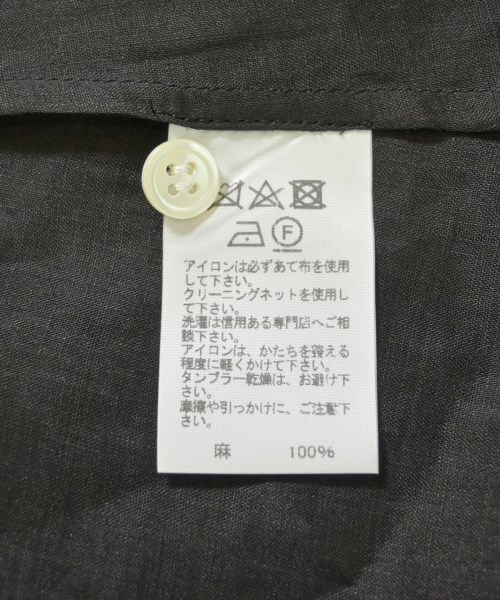 F
アイロンは必ずあて布を使用
して下さい。
クリーニングネットを使用し
て下さい。
洗濯は信用ある専門店へご相
談下さい。
アイロンは、かたちを整える
程度に軽くかけて下さい。
タンブラー乾燥は、お避け下
さい。
摩擦や引っかけに、ご注意下
さい。
麻 100%